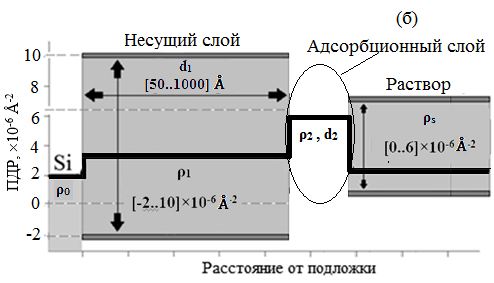 (б)
Несущий слой
Адсорбционный слой
Раствор
ПДР, ×10⁻⁶ Å⁻²
10
8
6
4
2
0
-2
d₁
[50..1000] Å
Si
ρ₀
ρ₁
[-2..10]×10⁻⁶ Å⁻²
ρ₂ , d₂
ρₛ
[0..6]×10⁻⁶ Å⁻²
Расстояние от подложки